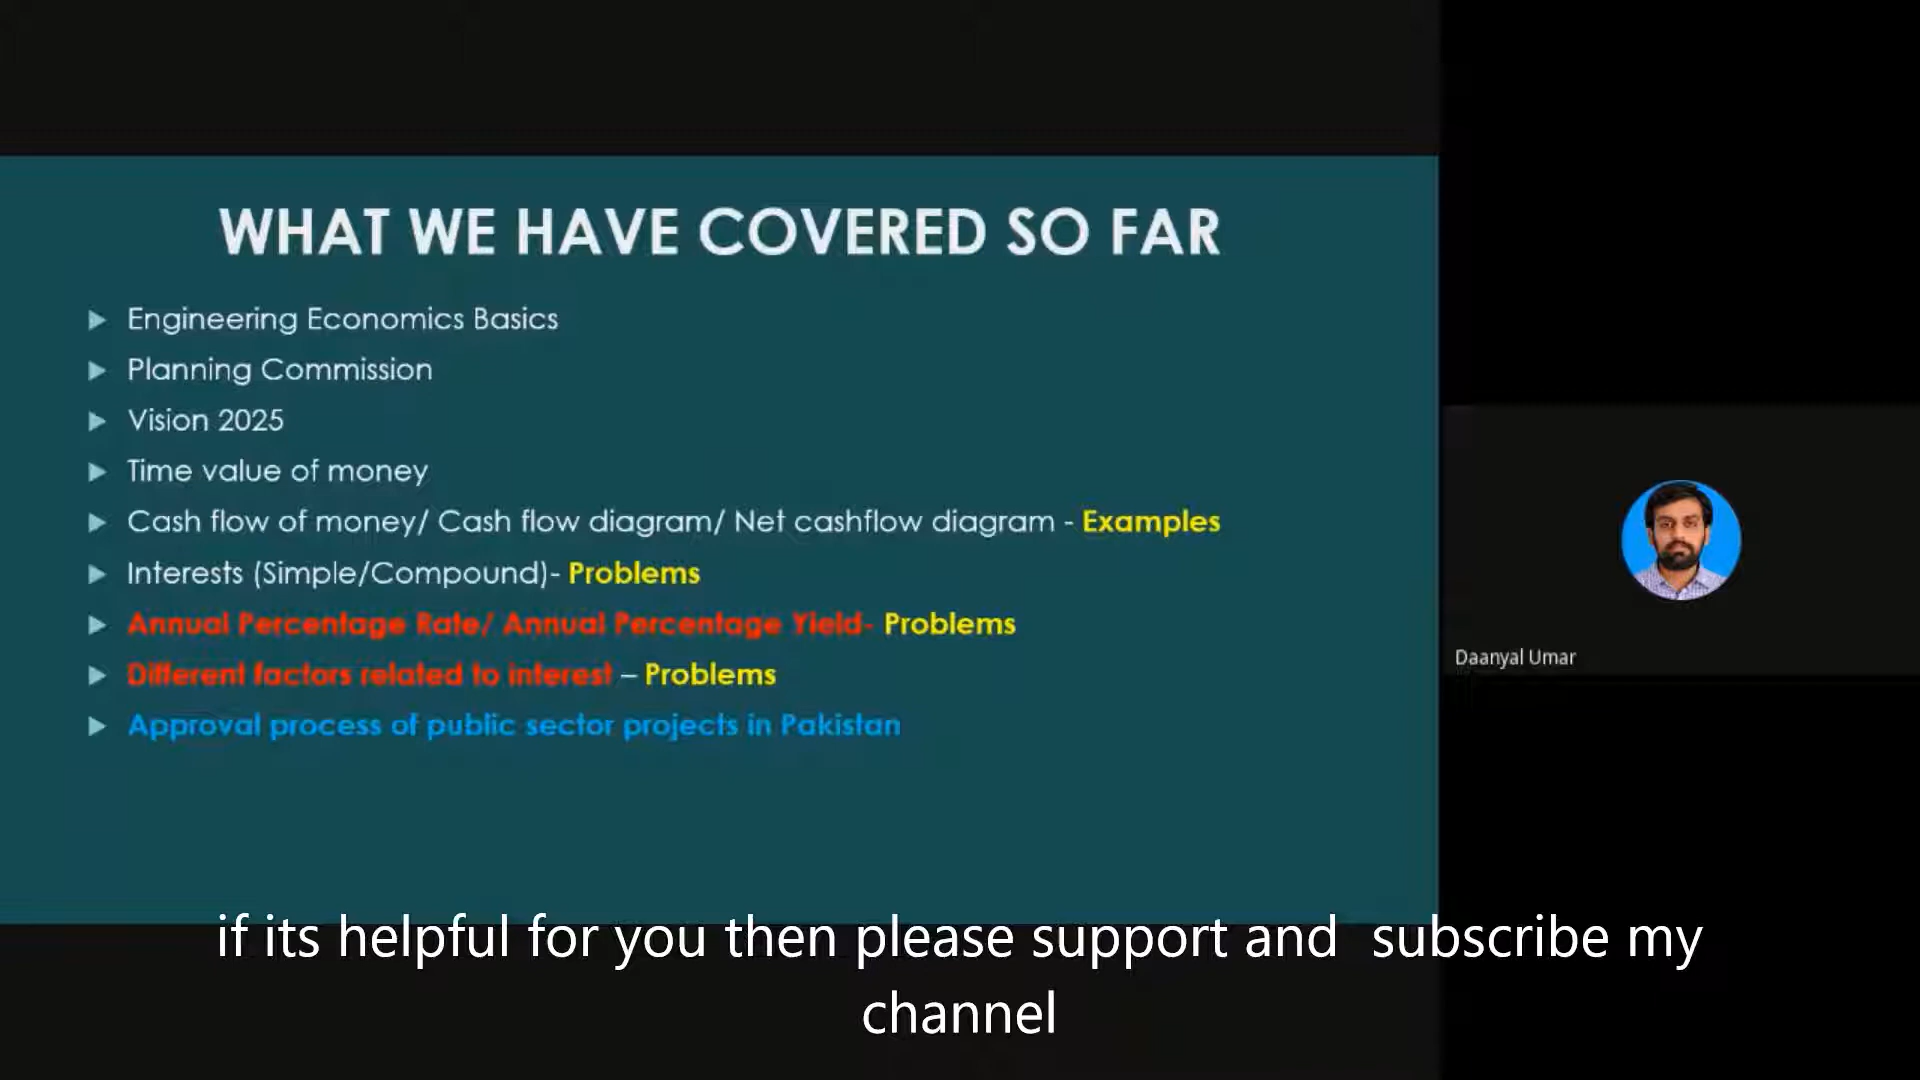 WHAT WE HAVE COVERED SO FAR
Engineering Economics Basics
Planning Commission
Vision 2025
Time value of money
Cash flow of money/ Cash flow diagram/ Net cashflow diagram - Examples
Interests (Simple/Compound)- Problems
Annual Percentage Rate/ Annual Percentage Yield- Problems
Different factors related to interest – Problems
Approval process of public sector projects in Pakistan
Daanyal Umar
if its helpful for you then please support and  subscribe my
channel